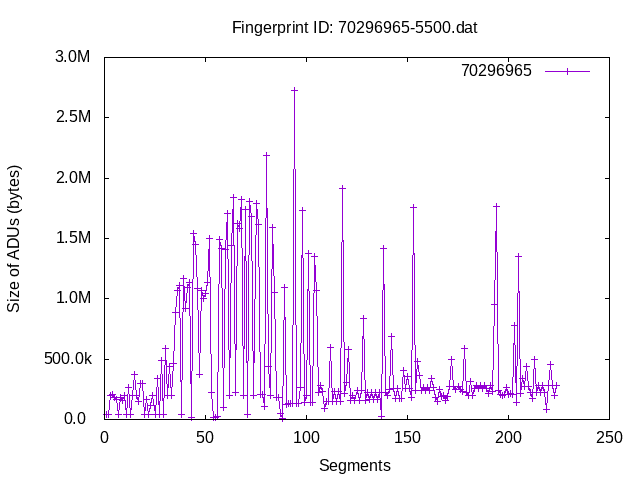 Fingerprint ID: 70296965-5500.dat
3.0M
70296965
2.5M
2.0M
1.5M
1.0M
500.0k
0.0
Size of ADUs (bytes)
0 50 100 150 200 250
Segments